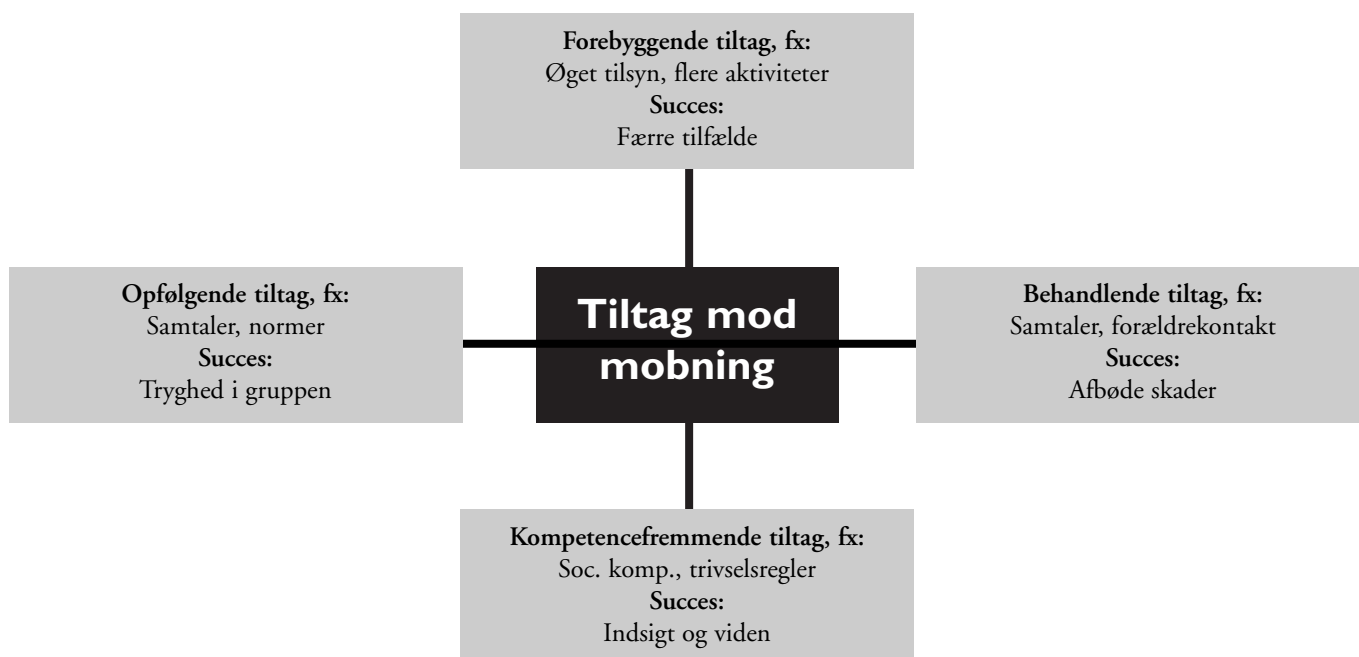 Forebyggende tiltag, fx:
Øget tilsyn, flere aktiviteter
Succes:
Færre tilfælde
Opfølgende tiltag, fx:
Samtaler, normer
Succes:
Tryghed i gruppen
Tiltag mod
mobning
Behandlende tiltag, fx:
Samtaler, forældrekontakt
Succes:
Afbøde skader
Kompetencefremmende tiltag, fx:
Soc. komp., trivselsregler
Succes:
Indsigt og viden